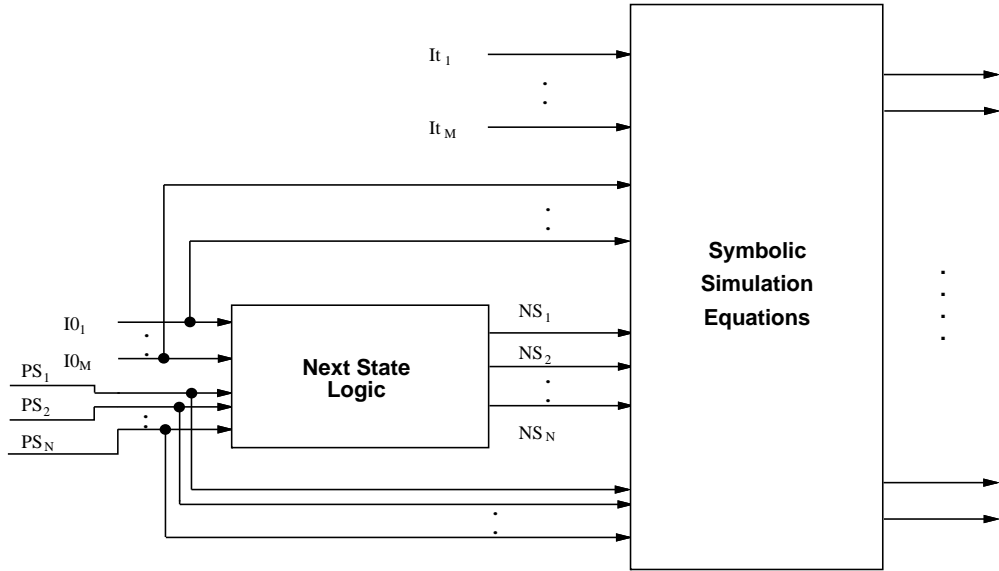 It 1
It M
I0 1
I0 M
PS 1
PS 2
PS N
Next State
Logic
NS 1
NS 2
NS N
Symbolic
Simulation
Equations